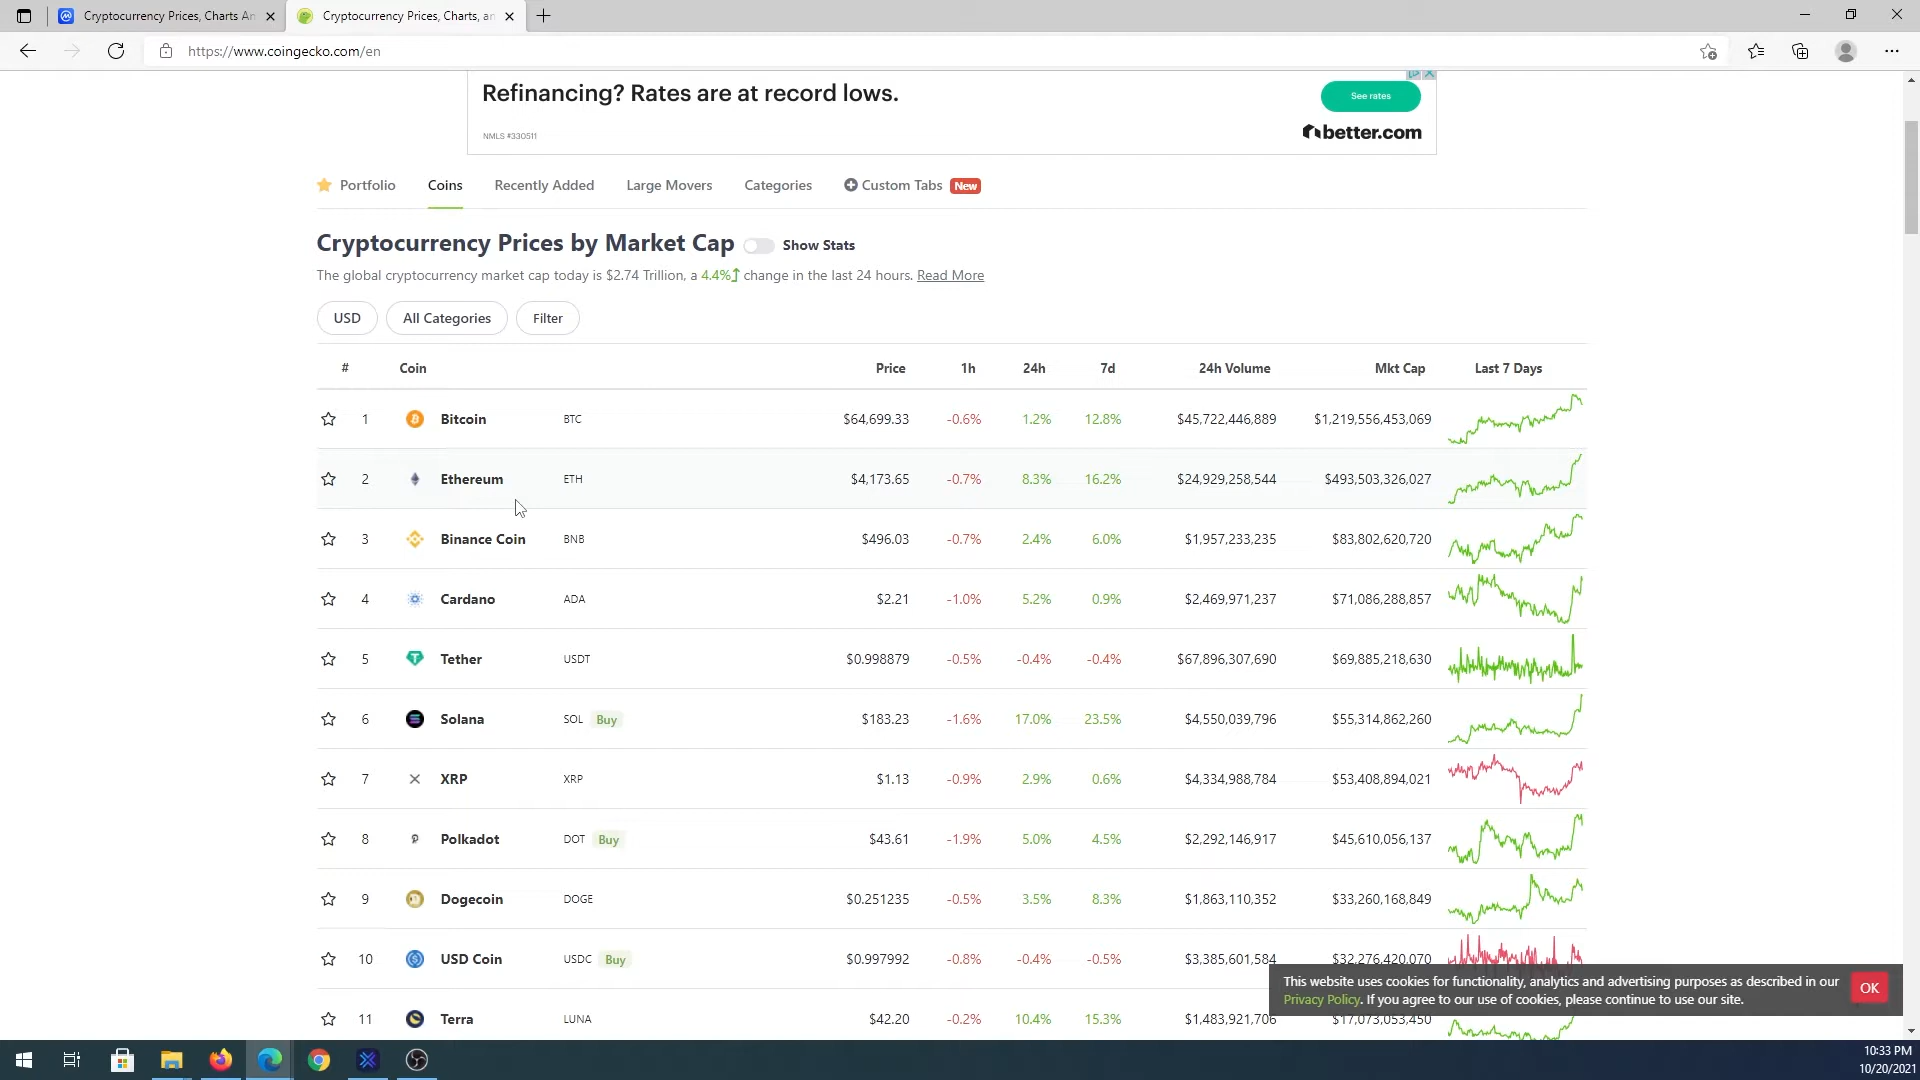 Cryptocurrency Prices, Charts An
Cryptocurrency Prices, Charts, an
https://www.coingecko.com/en
Refinancing? Rates are at record lows.
See rates
NMLS #330511
better.com
Portfolio Coins Recently Added Large Movers Categories Custom Tabs New
Cryptocurrency Prices by Market Cap Show Stats
The global cryptocurrency market cap today is $2.74 Trillion, a 4.4% change in the last 24 hours. Read More
USD All Categories Filter
# Coin Price 1h 24h 7d 24h Volume Mkt Cap Last 7 Days
1 Bitcoin BTC $64,699.33 -0.6% 1.2% 12.8% $45,722,446,889 $1,219,556,453,069
2 Ethereum ETH $4,173.65 -0.7% 8.3% 16.2% $24,929,258,544 $493,503,326,027
3 Binance Coin BNB $496.03 -0.7% 2.4% 6.0% $1,957,233,235 $83,802,620,720
4 Cardano ADA $2.21 -1.0% 5.2% 0.9% $2,469,971,237 $71,086,288,857
5 Tether USDT $0.998879 -0.5% -0.4% -0.4% $67,896,307,690 $69,885,218,630
6 Solana SOL Buy $183.23 -1.6% 17.0% 23.5% $4,550,039,796 $55,314,862,260
7 XRP XRP $1.13 -0.9% 2.9% 0.6% $4,334,988,784 $53,408,894,021
8 Polkadot DOT Buy $43.61 -1.9% 5.0% 4.5% $2,292,146,917 $45,610,056,137
9 Dogecoin DOGE $0.251235 -0.5% 3.5% 8.3% $1,863,110,352 $33,260,168,849
10 USD Coin USDC Buy $0.997992 -0.8% -0.4% -0.5% $3,385,601,584 $32,276,420,070
This website uses cookies for functionality, analytics and advertising purposes as described in our
Privacy Policy. If you agree to our use of cookies, please continue to use our site.
OK
11 Terra LUNA $42.20 -0.2% 10.4% 15.3% $1,483,921,706 $17,073,053,450
10:33 PM
10/20/2021